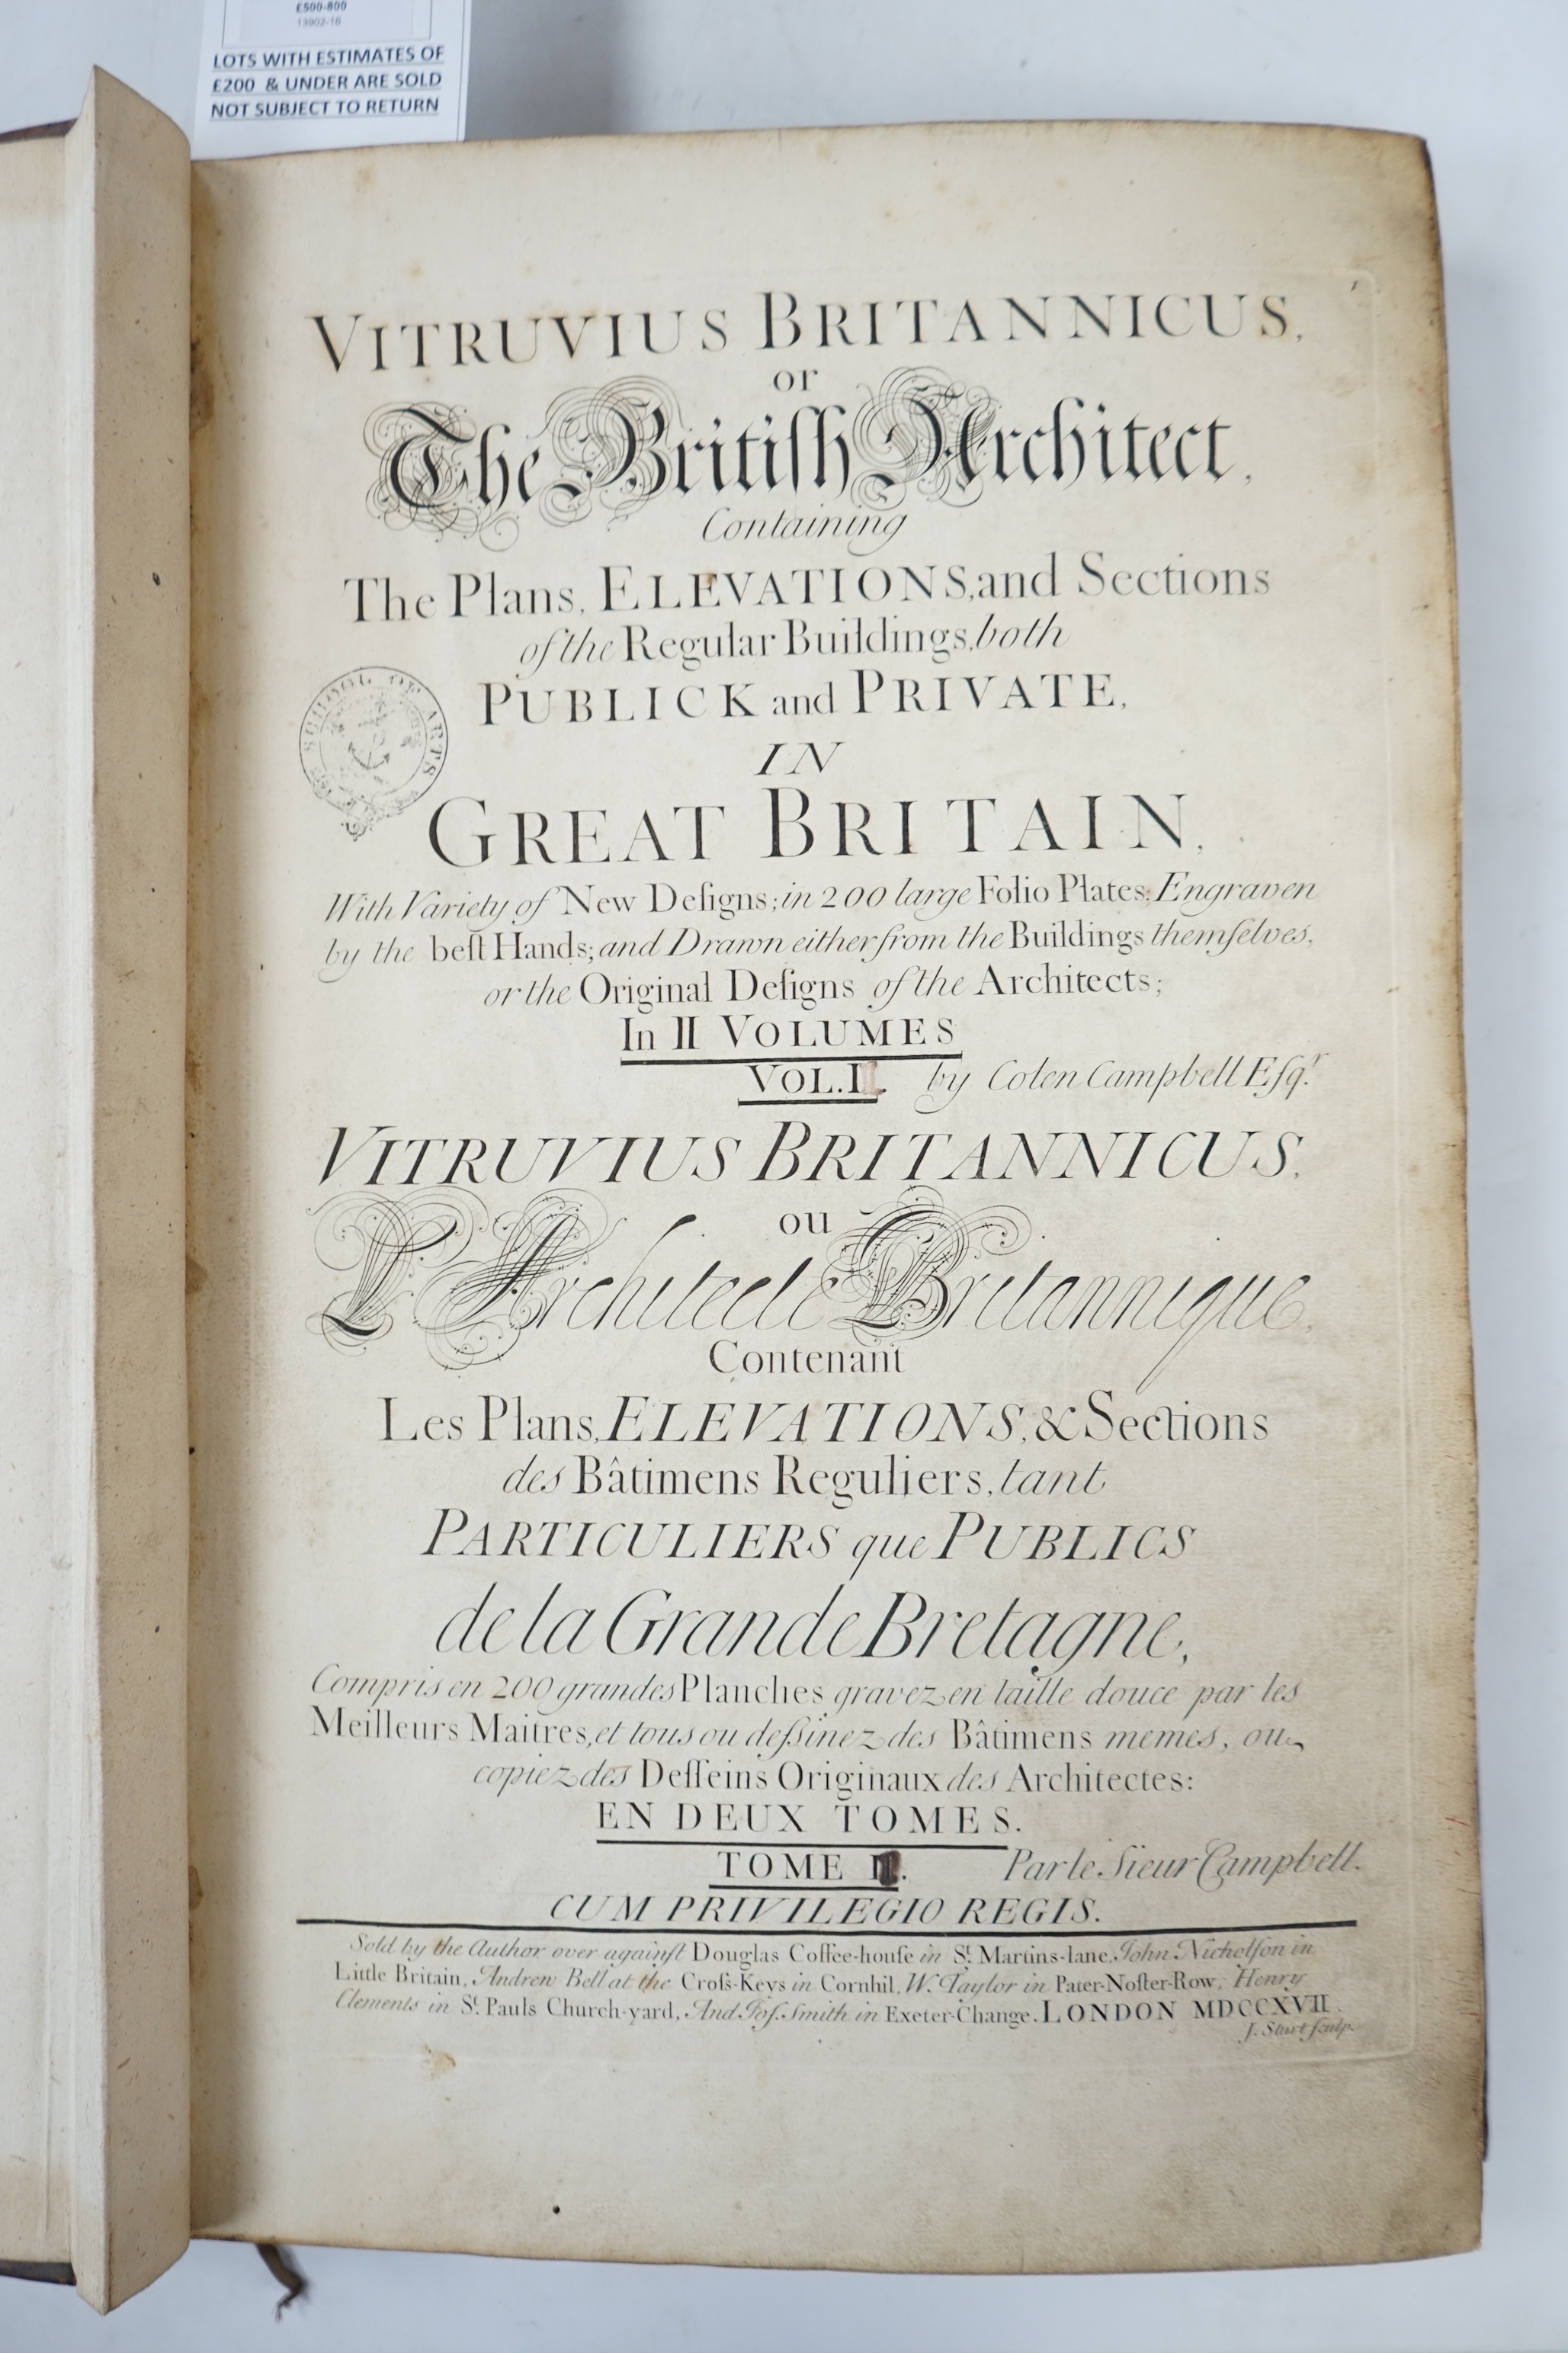 £500-800
13902-16
LOTS WITH ESTIMATES OF
£200 & UNDER ARE SOLD
NOT SUBJECT TO RETURN
VITRUVIUS BRITANNICUS,
or
The Britiſh Architect,
Containing
The Plans, ELEVATIONS, and Sections
of the Regular Buildings, both
PUBLICK and PRIVATE,
IN
GREAT BRITAIN,
With Variety of New Deſigns; in 200 large Folio Plates, Engraven
by the beſt Hands; and Drawn either from the Buildings themſelves,
or the Original Deſigns of the Architects;
In II VOLUMES
VOL. I. by Colen Campbell Eſqr.
SCHOOL OF ARTS
VITRUVIUS BRITANNICUS,
ou
L'Architecte Britannique,
Contenant
Les Plans, ELEVATIONS, & Sections
des Bâtimens Reguliers, tant
PARTICULIERS que PUBLICS
de la Grande Bretagne,
Compris en 200 grandes Planches gravez en taille douce par les
Meilleurs Maitres, et tous ou deſsinez des Bâtimens memes, ou
copiez des Deſſeins Originaux des Architectes:
EN DEUX TOMES.
TOME Par le Sieur Campbell.
CUM PRIVILEGIO REGIS.
Sold by the Author over againſt Douglas Coffee-houſe in St. Martins-lane, John Nicholſon in
Little Britain, Andrew Bell at the Croſs-Keys in Cornhil, W. Taylor in Pater-Noſter-Row, Henry
Clements in St. Pauls Church-yard, And Joſ. Smith in Exeter-Change. LONDON MDCCXVII.
J. Sturt ſculp.